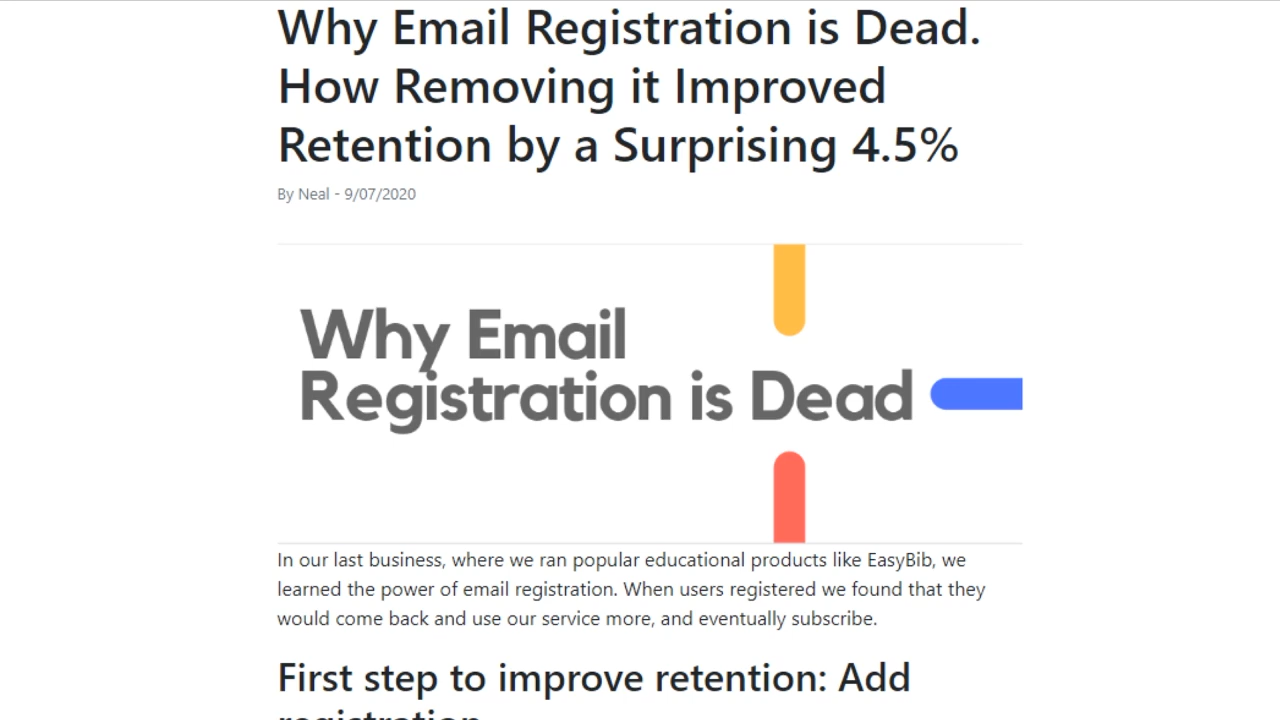 Why Email Registration is Dead.
How Removing it Improved
Retention by a Surprising 4.5%
By Neal - 9/07/2020
Why Email
Registration is Dead
In our last business, where we ran popular educational products like EasyBib, we
learned the power of email registration. When users registered we found that they
would come back and use our service more, and eventually subscribe.
First step to improve retention: Add
registration